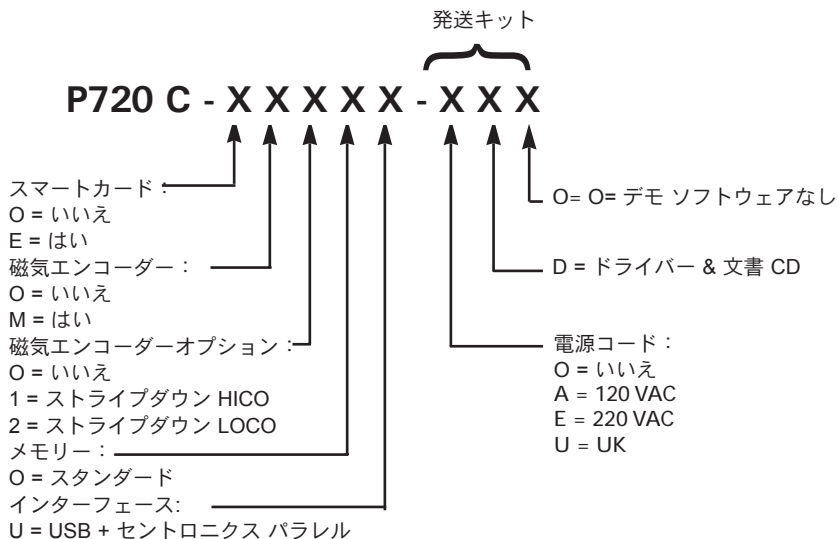 発送キット
P720 C - X X X X X - X X X
スマートカード：
O = いいえ
E = はい
磁気エンコーダー：
O = いいえ
M = はい
磁気エンコーダーオプション：
O = いいえ
1 = ストライプダウン HICO
2 = ストライプダウン LOCO
メモリー：
O = スタンダード
インターフェース:
U = USB + セントロニクス パラレル
O= O= デモ ソフトウェアなし
D = ドライバー & 文書 CD
電源コード：
O = いいえ
A = 120 VAC
E = 220 VAC
U = UK